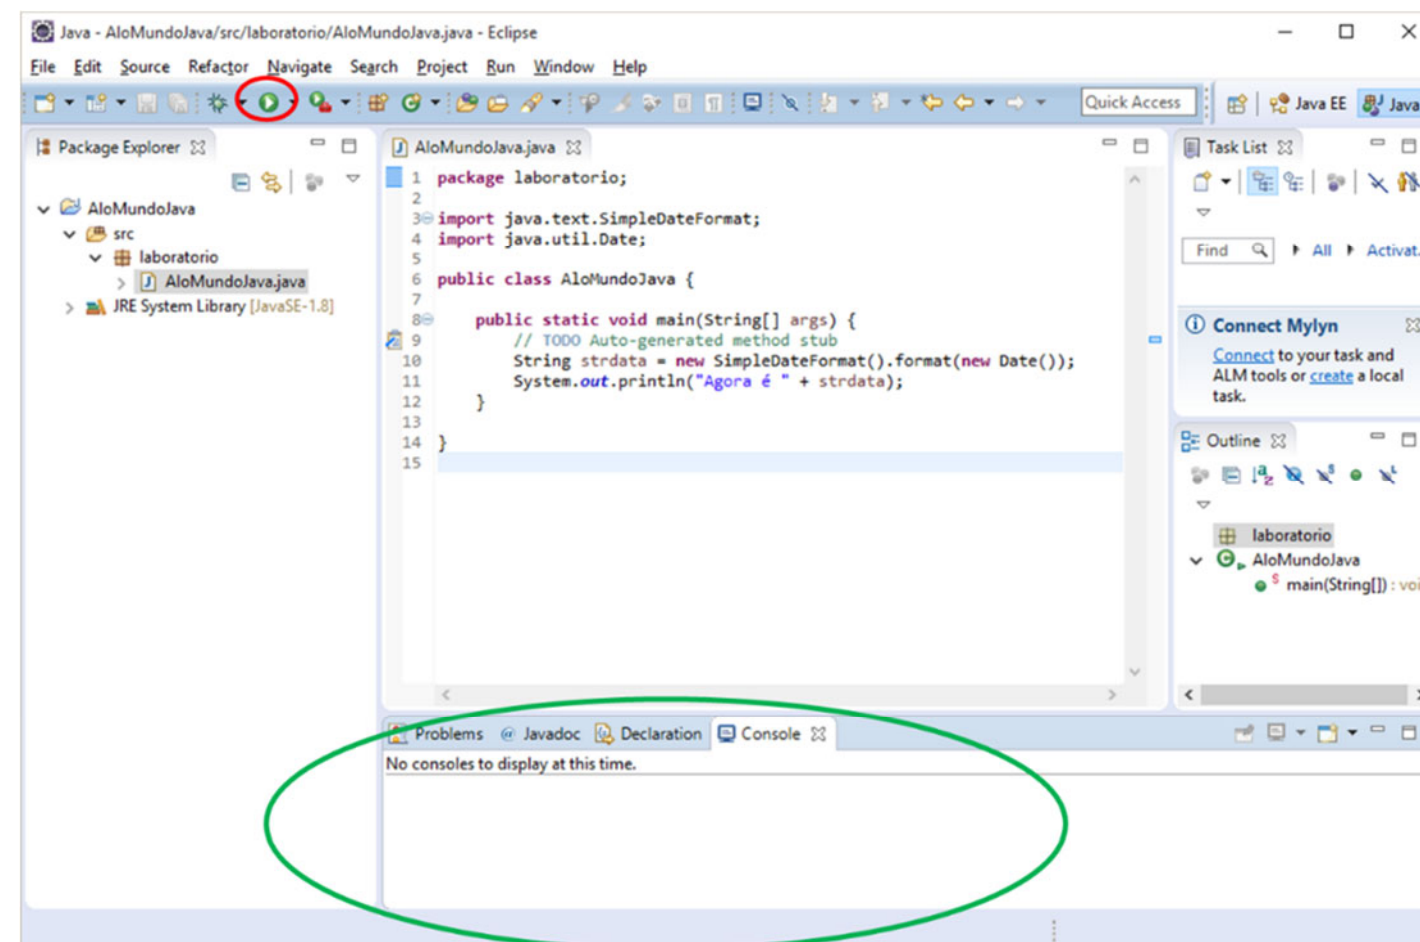 Java - AloMundoJava/src/laboratorio/AloMundoJava.java - Eclipse
File Edit Source Refactor Navigate Search Project Run Window Help
Quick Access
Java EE
Java
Package Explorer
AloMundoJava
src
laboratorio
AloMundoJava.java
JRE System Library [JavaSE-1.8]
AloMundoJava.java
1 package laboratorio;
2
3 import java.text.SimpleDateFormat;
4 import java.util.Date;
5
6 public class AloMundoJava {
7
8 public static void main(String[] args) {
9 // TODO Auto-generated method stub
10 String strdata = new SimpleDateFormat().format(new Date());
11 System.out.println("Agora é " + strdata);
12 }
13
14 }
15
Task List
Find
All
Activat.
Connect Mylyn
Connect to your task and
ALM tools or create a local
task.
Outline
laboratorio
AloMundoJava
main(String[]) : voi
Problems @ Javadoc Declaration Console
No consoles to display at this time.